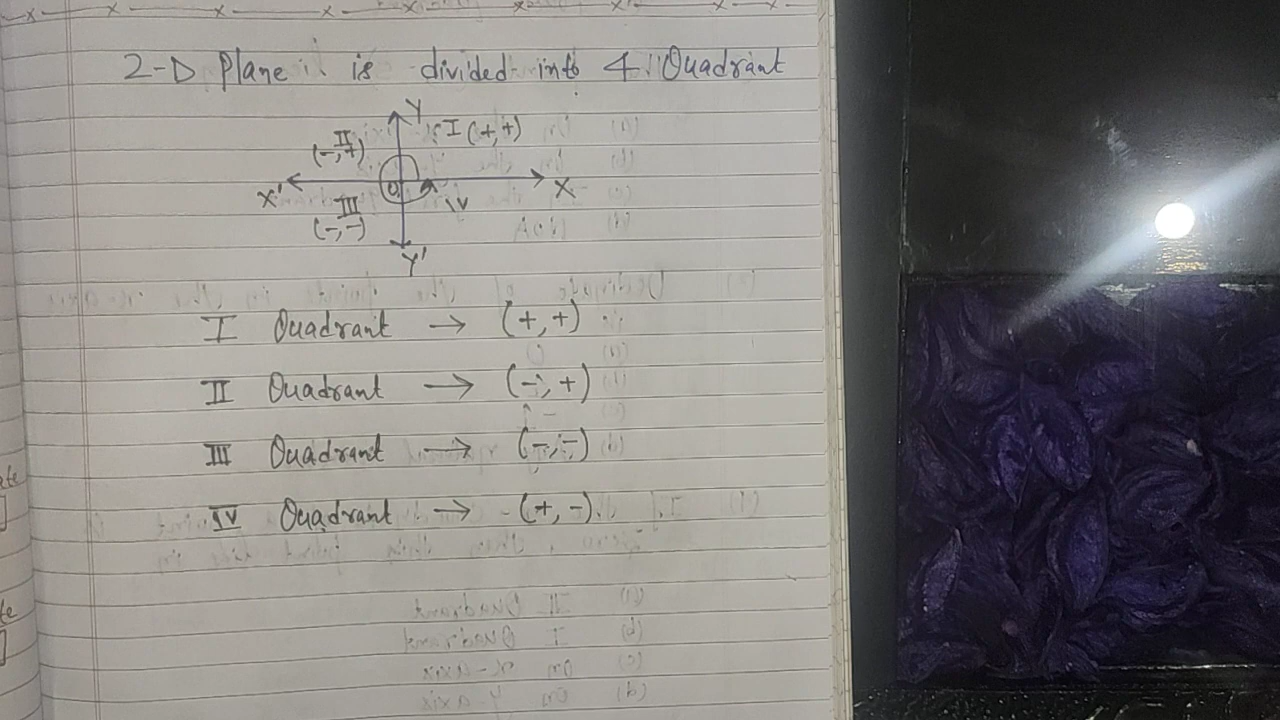 2-D Plane is divided into 4 Quadrant
Y
II
I (+,+)
(-,+)
X'
O
X
III
IV
(-,-)
Y'
I Quadrant → (+,+)
II Quadrant → (-,+)
III Quadrant → (-,-)
IV Quadrant → (+,-)